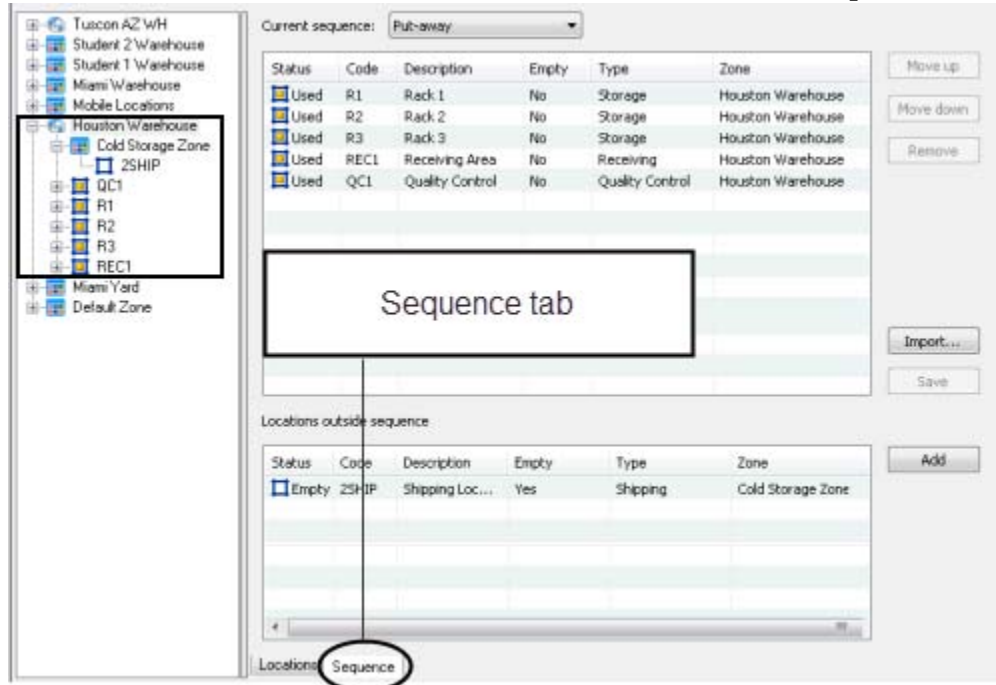 Tuscon AZ WH
Student 2 Warehouse
Student 1 Warehouse
Miami Warehouse
Mobile Locations
Houston Warehouse
Cold Storage Zone
2SHIP
QC1
R1
R2
R3
REC1
Miami Yard
Default Zone
Current sequence: Put-away
Status Code Description Empty Type Zone
Used R1 Rack 1 No Storage Houston Warehouse
Used R2 Rack 2 No Storage Houston Warehouse
Used R3 Rack 3 No Storage Houston Warehouse
Used REC1 Receiving Area No Receiving Houston Warehouse
Used QC1 Quality Control No Quality Control Houston Warehouse
Move up
Move down
Remove
Sequence tab
Import...
Save
Locations outside sequence
Status Code Description Empty Type Zone
Empty 2SHIP Shipping Loc... Yes Shipping Cold Storage Zone
Add
Locations Sequence